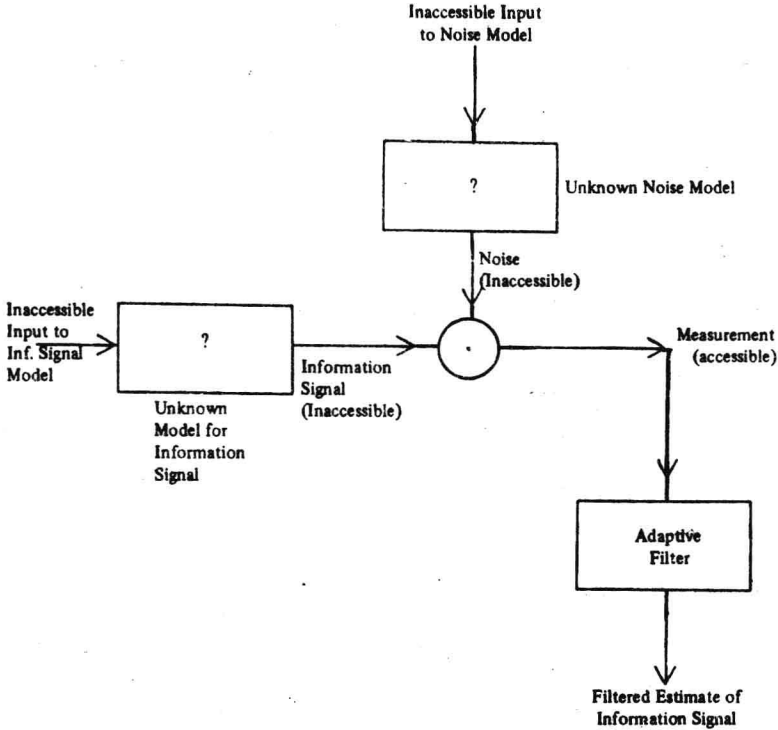 Inaccessible Input
to Noise Model
?
Unknown Noise Model
Noise
(Inaccessible)
Inaccessible
Input to
Inf. Signal
Model
?
Information
Signal
(Inaccessible)
Unknown
Model for
Information
Signal
Measurement
(accessible)
Adaptive
Filter
Filtered Estimate of
Information Signal